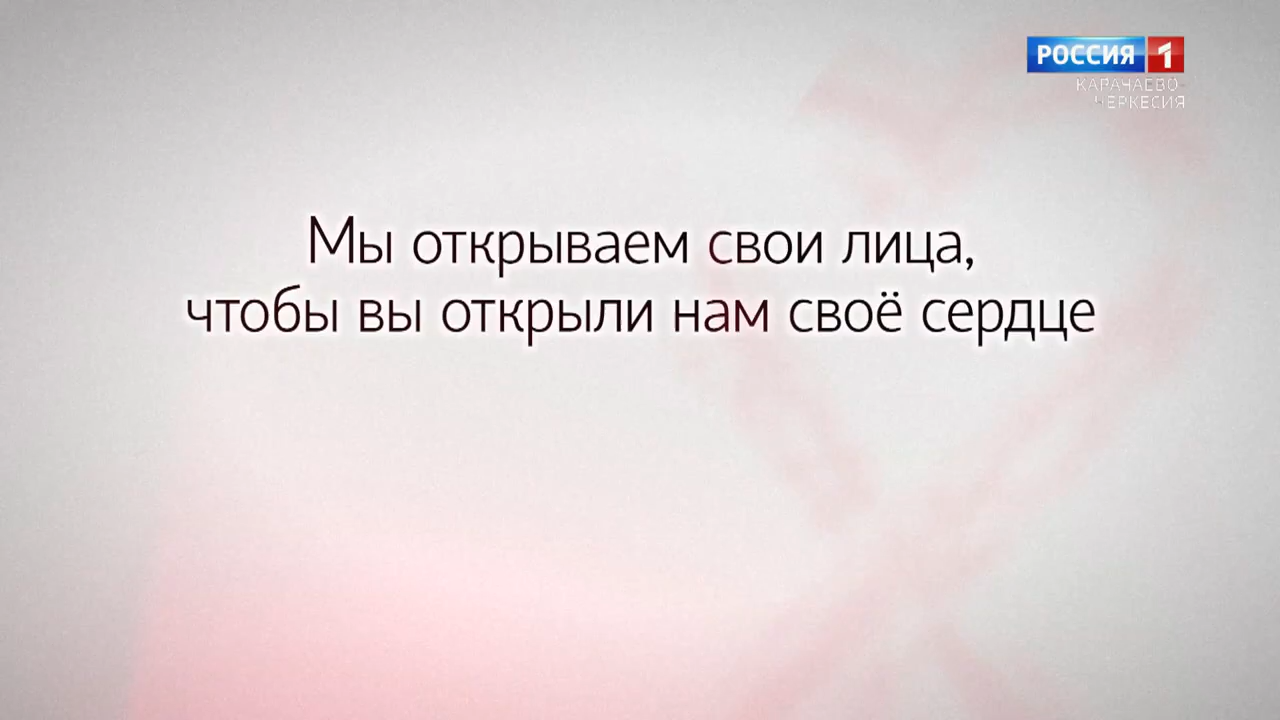 РОССИЯ 1
КАРАЧАЕВО-
ЧЕРКЕСИЯ
Мы открываем свои лица,
чтобы вы открыли нам своё сердце